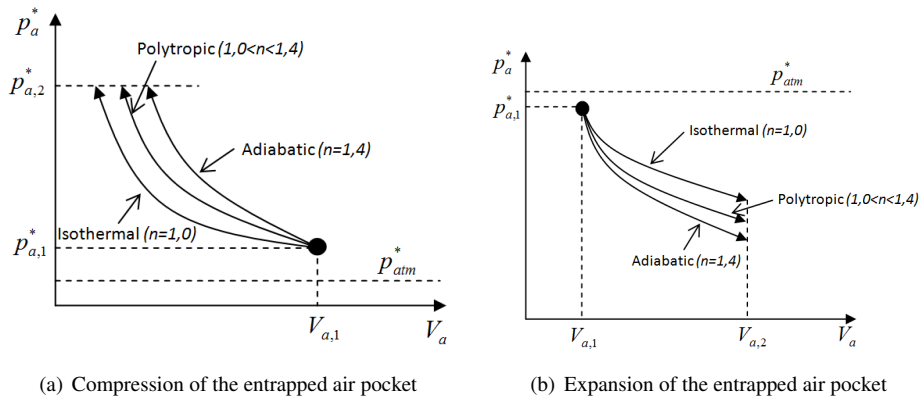 p*a
Polytropic (1,0<n<1,4)
p*a,2
Adiabatic (n=1,4)
Isothermal (n=1,0)
p*a,1
p*atm
Va,1
Va
(a) Compression of the entrapped air pocket
p*a
p*atm
p*a,1
Isothermal (n=1,0)
Polytropic (1,0<n<1,4)
Adiabatic (n=1,4)
Va,1
Va,2
Va
(b) Expansion of the entrapped air pocket